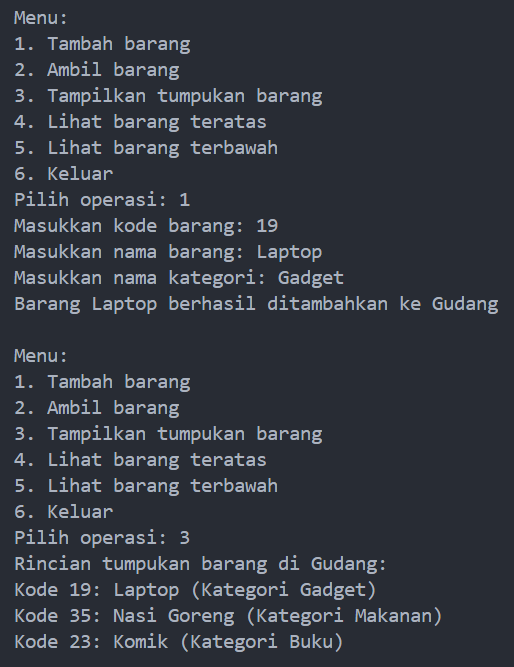 Menu:
1. Tambah barang
2. Ambil barang
3. Tampilkan tumpukan barang
4. Lihat barang teratas
5. Lihat barang terbawah
6. Keluar
Pilih operasi: 1
Masukkan kode barang: 19
Masukkan nama barang: Laptop
Masukkan nama kategori: Gadget
Barang Laptop berhasil ditambahkan ke Gudang
Menu:
1. Tambah barang
2. Ambil barang
3. Tampilkan tumpukan barang
4. Lihat barang teratas
5. Lihat barang terbawah
6. Keluar
Pilih operasi: 3
Rincian tumpukan barang di Gudang:
Kode 19: Laptop (Kategori Gadget)
Kode 35: Nasi Goreng (Kategori Makanan)
Kode 23: Komik (Kategori Buku)